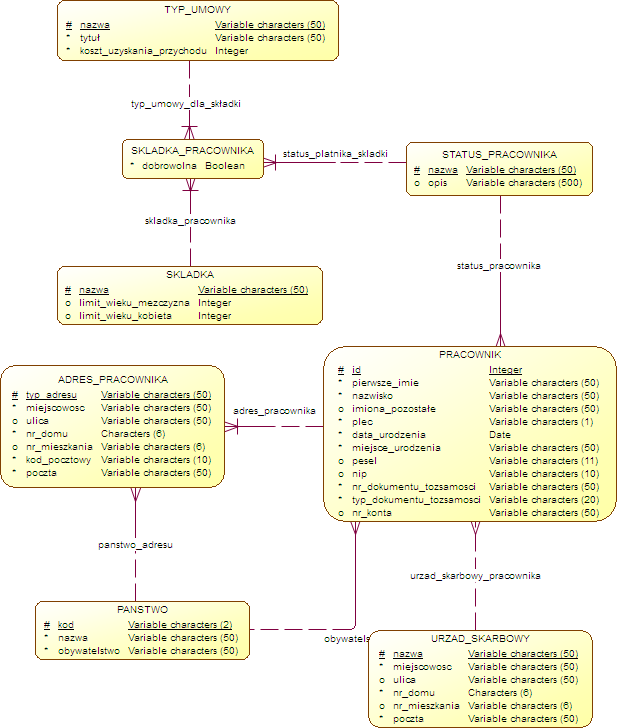 TYP_UMOWY
# nazwa Variable characters (50)
* tytuł Variable characters (50)
* koszt_uzyskania_przychodu Integer
typ_umowy_dla_składki
SKLADKA_PRACOWNIKA
* dobrowolna Boolean
status_platnika_skladki
STATUS_PRACOWNIKA
# nazwa Variable characters (50)
o opis Variable characters (500)
skladka_pracownika
status_pracownika
SKLADKA
# nazwa Variable characters (50)
o limit_wieku_mezczyzna Integer
o limit_wieku_kobieta Integer
PRACOWNIK
# id Integer
* pierwsze_imie Variable characters (50)
* nazwisko Variable characters (50)
o imiona_pozostałe Variable characters (50)
* plec Variable characters (1)
* data_urodzenia Date
* miejsce_urodzenia Variable characters (50)
o pesel Variable characters (11)
o nip Variable characters (10)
* nr_dokumentu_tozsamosci Variable characters (50)
* typ_dokumentu_tozsamosci Variable characters (20)
o nr_konta Variable characters (50)
ADRES_PRACOWNIKA
# typ_adresu Variable characters (50)
* miejscowosc Variable characters (50)
o ulica Variable characters (50)
* nr_domu Characters (6)
o nr_mieszkania Variable characters (6)
* kod_pocztowy Variable characters (10)
* poczta Variable characters (50)
adres_pracownika
panstwo_adresu
urzad_skarbowy_pracownika
PANSTWO
# kod Variable characters (2)
* nazwa Variable characters (50)
* obywatelstwo Variable characters (50)
obywatels
URZAD_SKARBOWY
# nazwa Variable characters (50)
* miejscowosc Variable characters (50)
o ulica Variable characters (50)
* nr_domu Characters (6)
o nr_mieszkania Variable characters (6)
* poczta Variable characters (50)